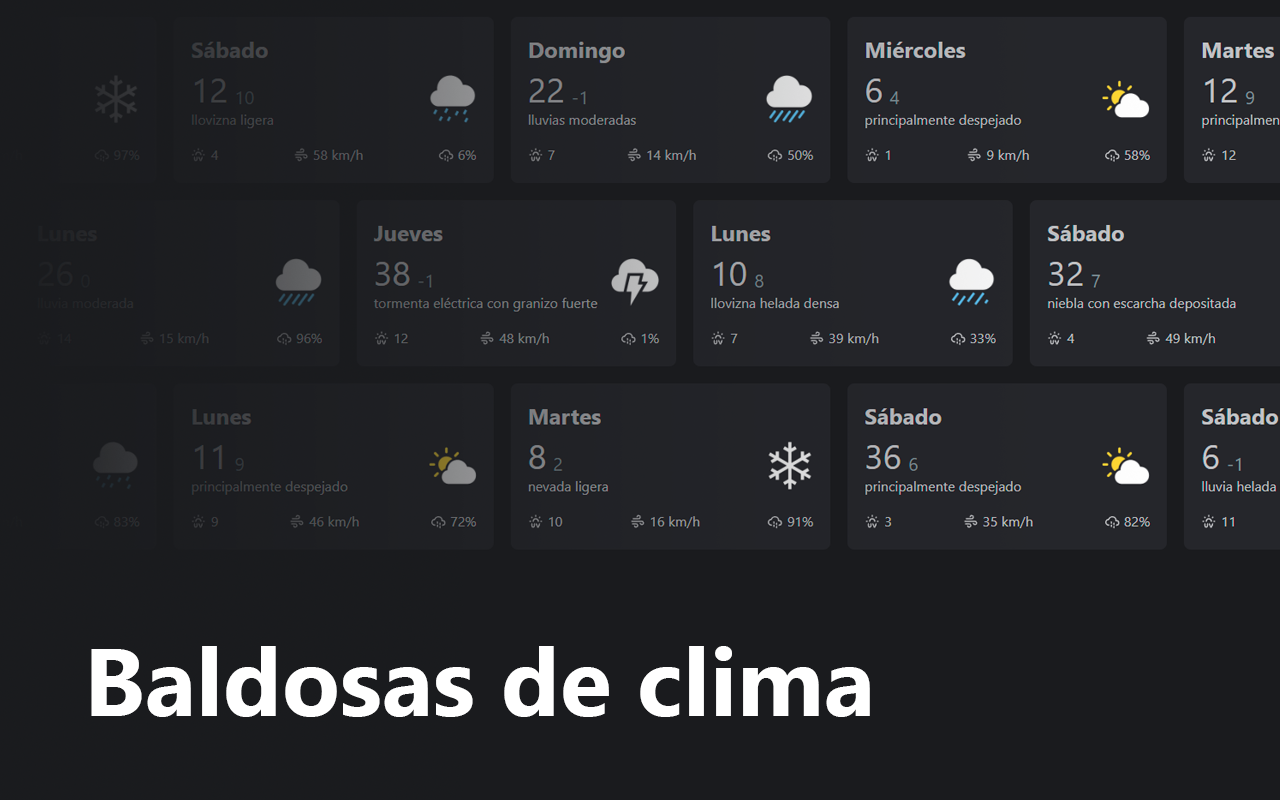 97%
Sábado
12 10
llovizna ligera
4 58 km/h 6%
Domingo
22 -1
lluvias moderadas
7 14 km/h 50%
Miércoles
6 4
principalmente despejado
1 9 km/h 58%
Martes
12 9
principalmen
12
Lunes
26 0
lluvia moderada
14 15 km/h 96%
Jueves
38 -1
tormenta eléctrica con granizo fuerte
12 48 km/h 1%
Lunes
10 8
llovizna helada densa
7 39 km/h 33%
Sábado
32 7
niebla con escarcha depositada
4 49 km/h
83%
Lunes
11 9
principalmente despejado
9 46 km/h 72%
Martes
8 2
nevada ligera
10 16 km/h 91%
Sábado
36 6
principalmente despejado
3 35 km/h 82%
Sábado
6 -1
lluvia helada
11
Baldosas de clima